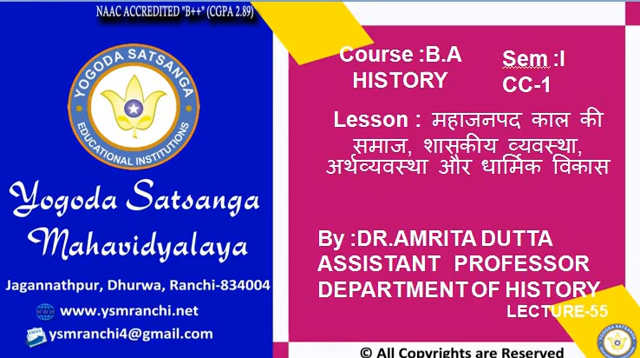 NAAC ACCREDITED "B++" (CGPA 2.89)
YOGODA SATSANGA
EDUCATIONAL INSTITUTIONS
Yogoda Satsanga
Mahavidyalaya
Jagannathpur, Dhurwa, Ranchi-834004
www.ysmranchi.net
ysmranchi4@gmail.com
Course :B.A
HISTORY
Sem :I
CC-1
Lesson : महाजनपद काल की
समाज, शासकीय व्यवस्था,
अर्थव्यवस्था और धार्मिक विकास
By :DR.AMRITA DUTTA
ASSISTANT PROFESSOR
DEPARTMENT OF HISTORY
LECTURE-55
© All Copyrights are Reserved